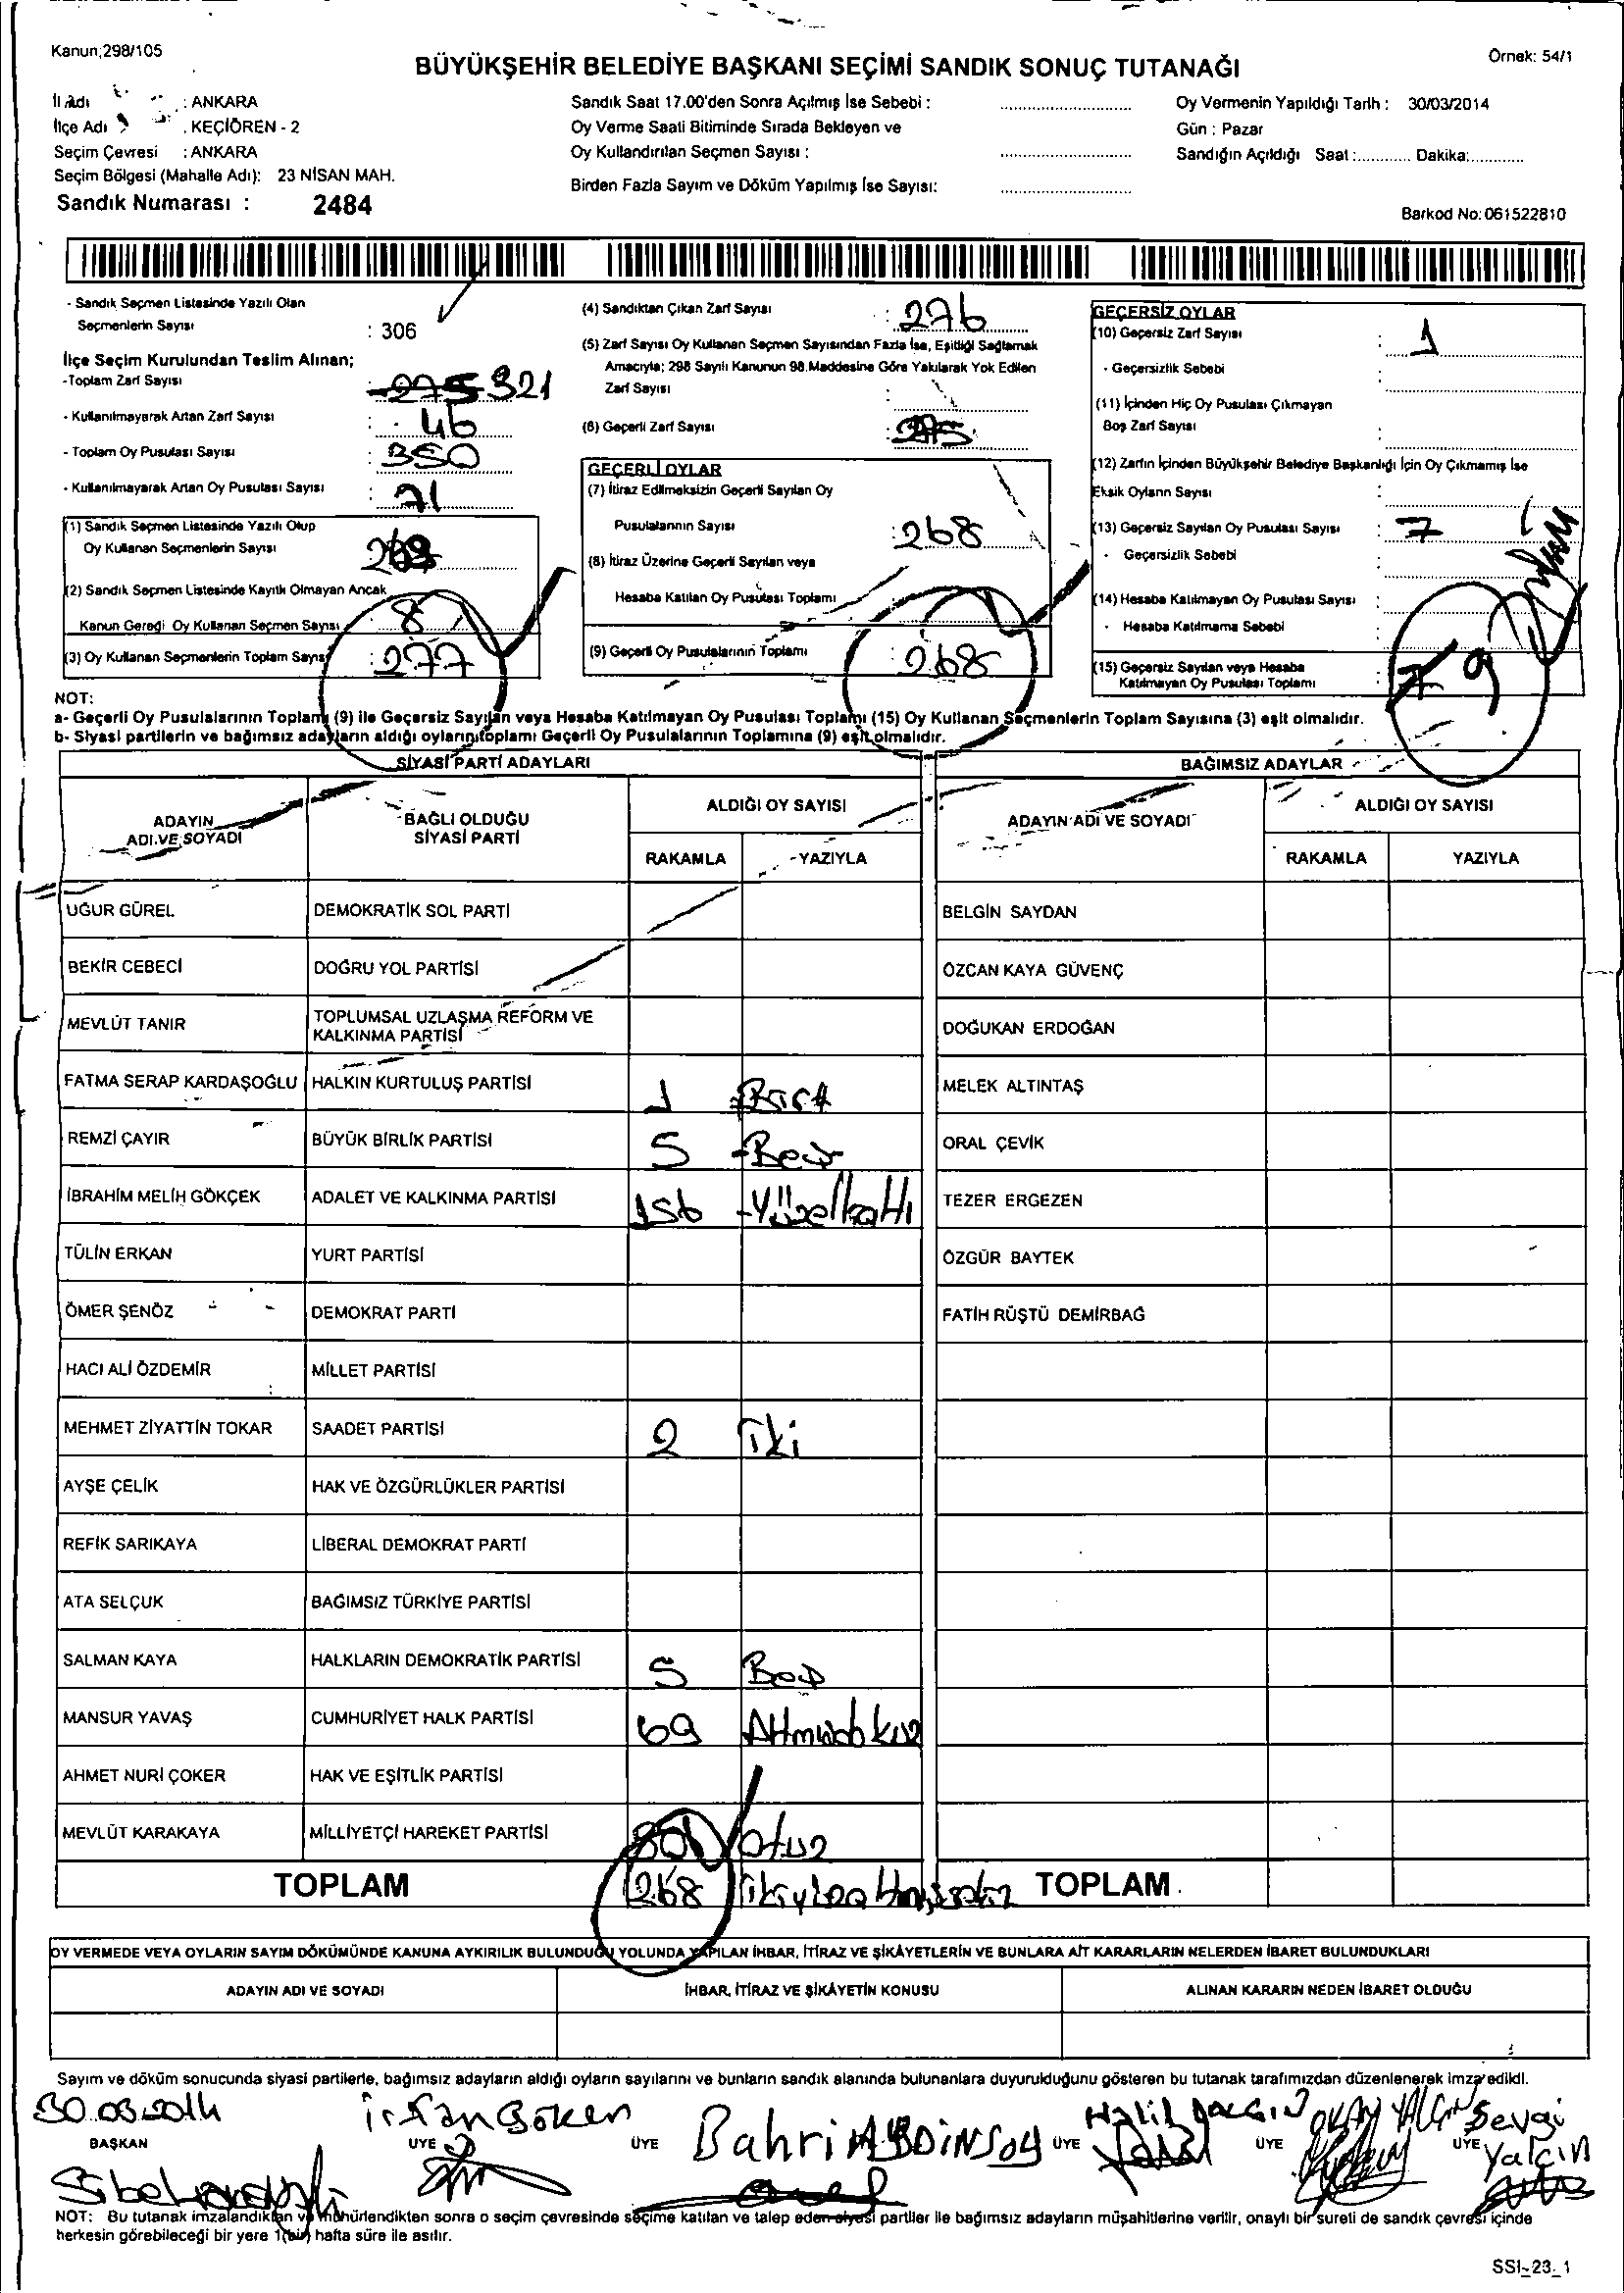 Kanun;298/105
BÜYÜKŞEHİR BELEDİYE BAŞKANI SEÇİMİ SANDIK SONUÇ TUTANAĞI
Örnek: 54/1
İl Adı : ANKARA
İlçe Adı : KEÇİÖREN - 2
Seçim Çevresi : ANKARA
Seçim Bölgesi (Mahalle Adı): 23 NİSAN MAH.
Sandık Numarası : 2484
Sandık Saat 17.00'den Sonra Açılmış İse Sebebi :
Oy Verme Saati Bitiminde Sırada Bekleyen ve
Oy Kullandırılan Seçmen Sayısı :
Birden Fazla Sayım ve Döküm Yapılmış İse Sayısı:
Oy Vermenin Yapıldığı Tarih : 30/03/2014
Gün : Pazar
Sandığın Açıldığı Saat :............ Dakika:............
Barkod No: 061522810
- Sandık Seçmen Listesinde Yazılı Olan
Seçmenlerin Sayısı : 306
İlçe Seçim Kurulundan Teslim Alınan;
-Toplam Zarf Sayısı : 275 321
- Kullanılmayarak Artan Zarf Sayısı : 46
- Toplam Oy Pusulası Sayısı : 350
- Kullanılmayarak Artan Oy Pusulası Sayısı : 71
(1) Sandık Seçmen Listesinde Yazılı Olup
Oy Kullanan Seçmenlerin Sayısı
(2) Sandık Seçmen Listesinde Kayıtlı Olmayan Ancak
Kanun Gereği Oy Kullanan Seçmen Sayısı 8
(3) Oy Kullanan Seçmenlerin Toplam Sayısı : 277
(4) Sandıktan Çıkan Zarf Sayısı : 276
(5) Zarf Sayısı Oy Kullanan Seçmen Sayısından Fazla İse, Eşitliği Sağlamak
Amacıyla; 298 Sayılı Kanunun 98.Maddesine Göre Yakılarak Yok Edilen
Zarf Sayısı :
(6) Geçerli Zarf Sayısı : 275
GEÇERLİ OYLAR
(7) İtiraz Edilmeksizin Geçerli Sayılan Oy
Pusulalarının Sayısı : 268
(8) İtiraz Üzerine Geçerli Sayılan veya
Hesaba Katılan Oy Pusulası Toplamı
(9) Geçerli Oy Pusulalarının Toplamı : 268
GEÇERSİZ OYLAR
(10) Geçersiz Zarf Sayısı : 1
- Geçersizlik Sebebi :
(11) İçinden Hiç Oy Pusulası Çıkmayan
Boş Zarf Sayısı :
(12) Zarfın İçinden Büyükşehir Belediye Başkanlığı İçin Oy Çıkmamış İse
Eksik Oyların Sayısı :
(13) Geçersiz Sayılan Oy Pusulası Sayısı : 7
- Geçersizlik Sebebi
(14) Hesaba Katılmayan Oy Pusulası Sayısı :
- Hesaba Katılmama Sebebi
(15) Geçersiz Sayılan veya Hesaba
Katılmayan Oy Pusulası Toplamı : 7 9
NOT:
a- Geçerli Oy Pusulalarının Toplamı (9) ile Geçersiz Sayılan veya Hesaba Katılmayan Oy Pusulası Toplamı (15) Oy Kullanan Seçmenlerin Toplam Sayısına (3) eşit olmalıdır.
b- Siyasi partilerin ve bağımsız adayların aldığı oyların toplamı Geçerli Oy Pusulalarının Toplamına (9) eşit olmalıdır.
SİYASİ PARTİ ADAYLARI
BAĞIMSIZ ADAYLAR
ADAYIN ADI VE SOYADI
BAĞLI OLDUĞU SİYASİ PARTİ
ALDIĞI OY SAYISI
RAKAMLA YAZIYLA
ADAYIN ADI VE SOYADI
ALDIĞI OY SAYISI
RAKAMLA YAZIYLA
UĞUR GÜREL DEMOKRATİK SOL PARTİ BELGİN SAYDAN
BEKİR CEBECİ DOĞRU YOL PARTİSİ ÖZCAN KAYA GÜVENÇ
MEVLÜT TANIR TOPLUMSAL UZLAŞMA REFORM VE KALKINMA PARTİSİ DOĞUKAN ERDOĞAN
FATMA SERAP KARDAŞOĞLU HALKIN KURTULUŞ PARTİSİ 1 MELEK ALTINTAŞ
REMZİ ÇAYIR BÜYÜK BİRLİK PARTİSİ 5 Beş ORAL ÇEVİK
İBRAHİM MELİH GÖKÇEK ADALET VE KALKINMA PARTİSİ 156 TEZER ERGEZEN
TÜLİN ERKAN YURT PARTİSİ ÖZGÜR BAYTEK
ÖMER ŞENÖZ DEMOKRAT PARTİ FATİH RÜŞTÜ DEMİRBAĞ
HACI ALİ ÖZDEMİR MİLLET PARTİSİ
MEHMET ZİYATTİN TOKAR SAADET PARTİSİ 2 İki
AYŞE ÇELİK HAK VE ÖZGÜRLÜKLER PARTİSİ
REFİK SARIKAYA LİBERAL DEMOKRAT PARTİ
ATA SELÇUK BAĞIMSIZ TÜRKİYE PARTİSİ
SALMAN KAYA HALKLARIN DEMOKRATİK PARTİSİ 5 Beş
MANSUR YAVAŞ CUMHURİYET HALK PARTİSİ 69
AHMET NURİ ÇOKER HAK VE EŞİTLİK PARTİSİ
MEVLÜT KARAKAYA MİLLİYETÇİ HAREKET PARTİSİ 30 otuz
TOPLAM 268 TOPLAM
OY VERMEDE VEYA OYLARIN SAYIM DÖKÜMÜNDE KANUNA AYKIRILIK BULUNDUĞU YOLUNDA YAPILAN İHBAR, İTİRAZ VE ŞİKÂYETLERİN VE BUNLARA AİT KARARLARIN NELERDEN İBARET BULUNDUKLARI
ADAYIN ADI VE SOYADI İHBAR, İTİRAZ VE ŞİKÂYETİN KONUSU ALINAN KARARIN NEDEN İBARET OLDUĞU
Sayım ve döküm sonucunda siyasi partilerle, bağımsız adayların aldığı oyların sayılarını ve bunların sandık alanında bulunanlara duyurulduğunu gösteren bu tutanak tarafımızdan düzenlenerek imza edildi.
30.03.2014 irfan Göken Bahri AYDINSOY Halil OKAY YALÇIN Sevgi Yalçın
BAŞKAN ÜYE ÜYE ÜYE ÜYE ÜYE
Sibel
NOT: Bu tutanak imzalandıktan ve mühürlendikten sonra o seçim çevresinde seçime katılan ve talep eden siyasi partiler ile bağımsız adayların müşahitlerine verilir, onaylı bir sureti de sandık çevresi içinde
herkesin görebileceği bir yere 1(bir) hafta süre ile asılır.
SSI-23_1